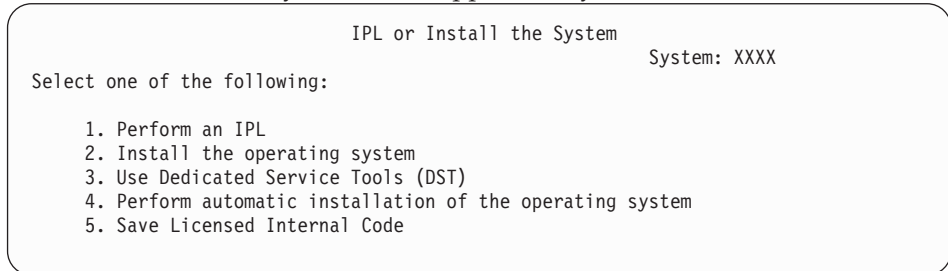 IPL or Install the System
System: XXXX
Select one of the following:
1. Perform an IPL
2. Install the operating system
3. Use Dedicated Service Tools (DST)
4. Perform automatic installation of the operating system
5. Save Licensed Internal Code